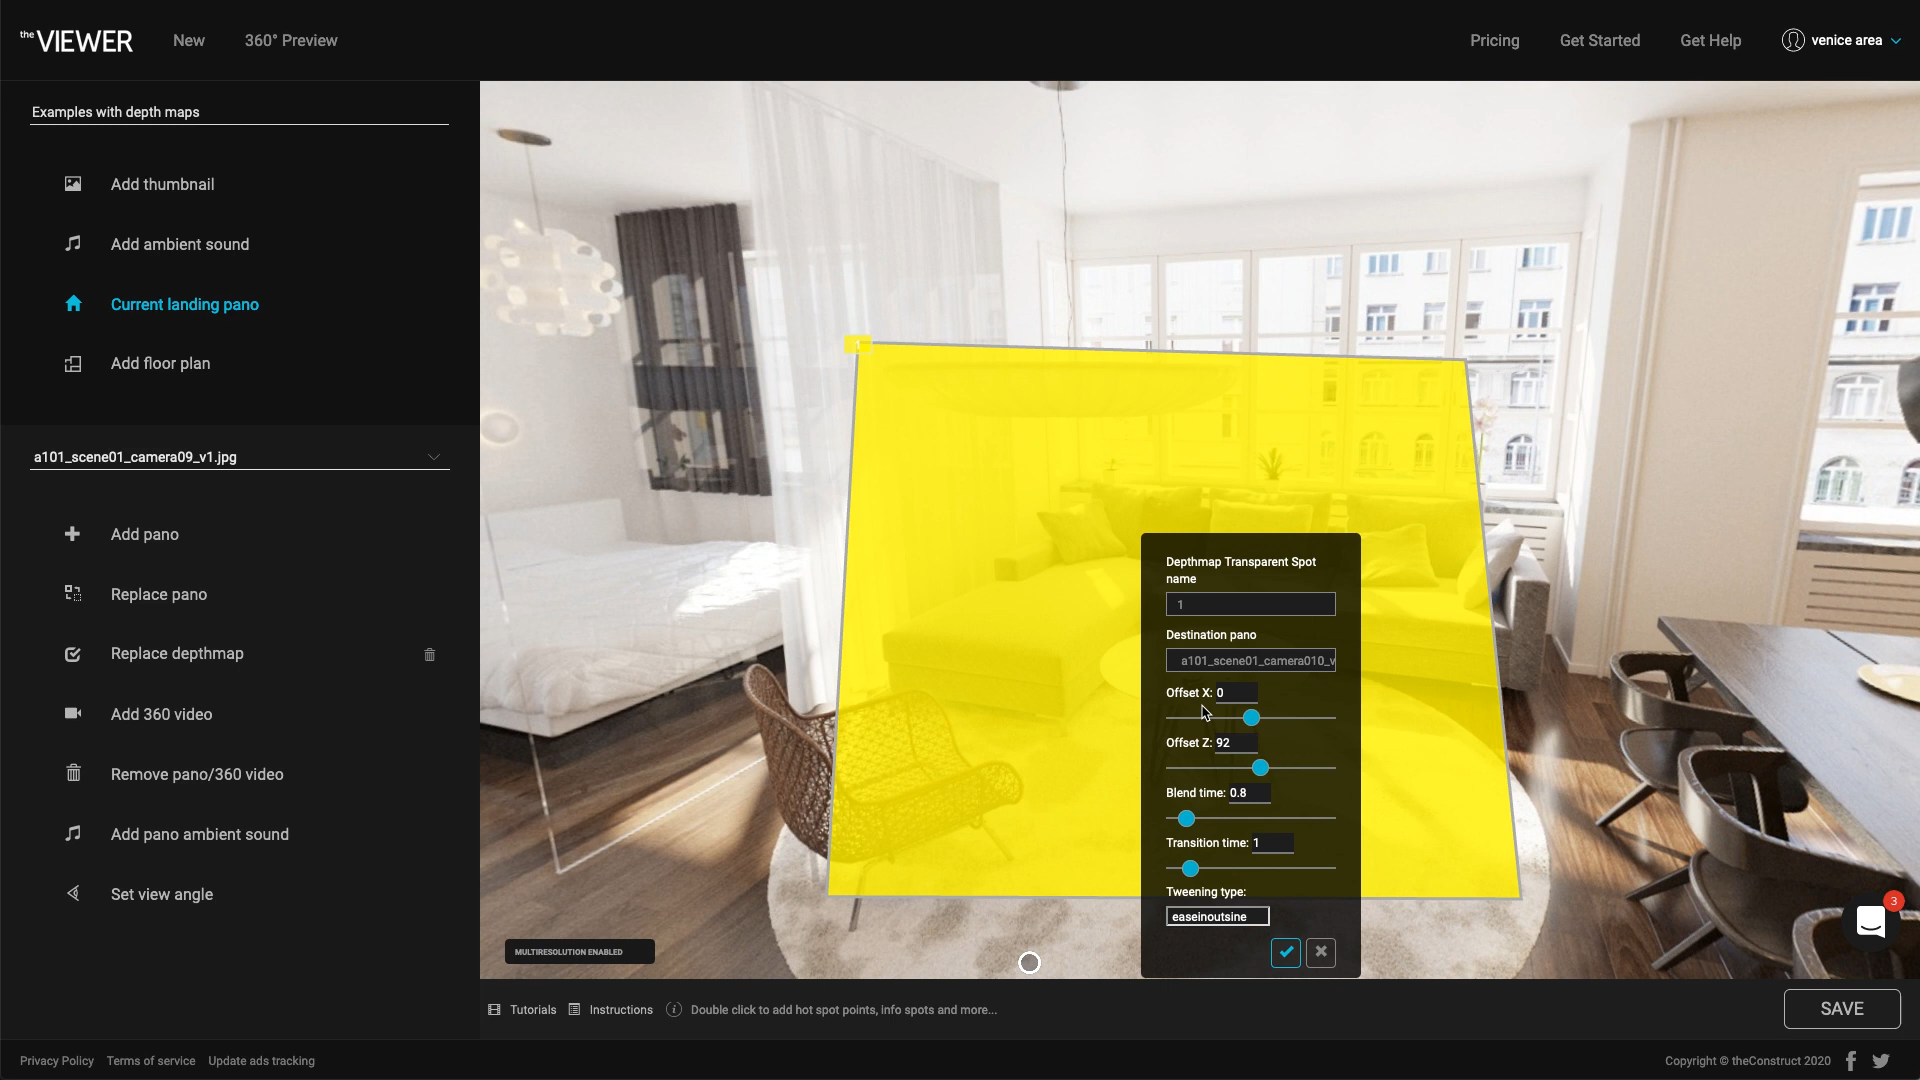 the VIEWER
New
360° Preview
Pricing
Get Started
Get Help
venice area
Examples with depth maps
Add thumbnail
Add ambient sound
Current landing pano
Add floor plan
a101_scene01_camera09_v1.jpg
Add pano
Replace pano
Replace depthmap
Add 360 video
Remove pano/360 video
Add pano ambient sound
Set view angle
1
Depthmap Transparent Spot
name
1
Destination pano
a101_scene01_camera010_v
Offset X: 0
Offset Z: 92
Blend time: 0.8
Transition time: 1
Tweening type:
easeinoutsine
3
MULTIRESOLUTION ENABLED
Tutorials
Instructions
Double click to add hot spot points, info spots and more...
SAVE
Privacy Policy
Terms of service
Update ads tracking
Copyright © theConstruct 2020